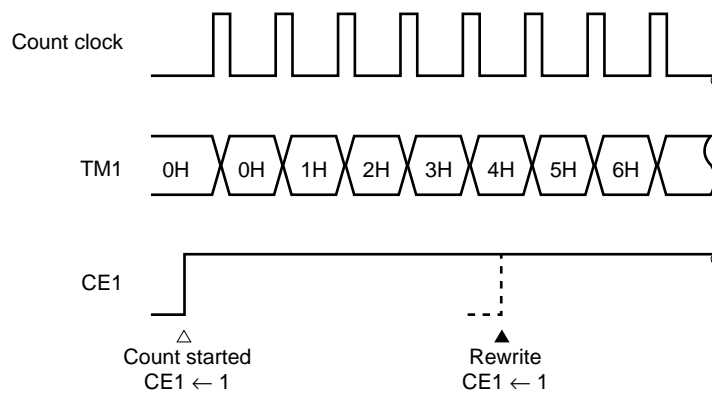 Count clock
TM1
0H 0H 1H 2H 3H 4H 5H 6H
CE1
Count started
CE1 ← 1
Rewrite
CE1 ← 1